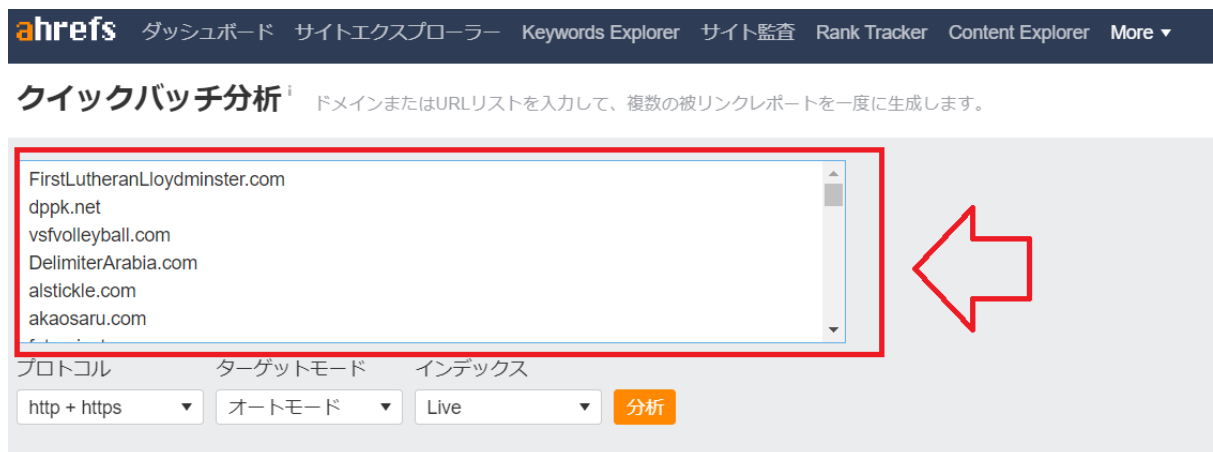 ahrefs ダッシュボード サイトエクスプローラー Keywords Explorer サイト監査 Rank Tracker Content Explorer More ▼
クイックバッチ分析 i ドメインまたはURLリストを入力して、複数の被リンクレポートを一度に生成します。
FirstLutheranLloydminster.com
dppk.net
vsfvolleyball.com
DelimiterArabia.com
alstickle.com
akaosaru.com
プロトコル ターゲットモード インデックス
http + https ▼ オートモード ▼ Live ▼ 分析